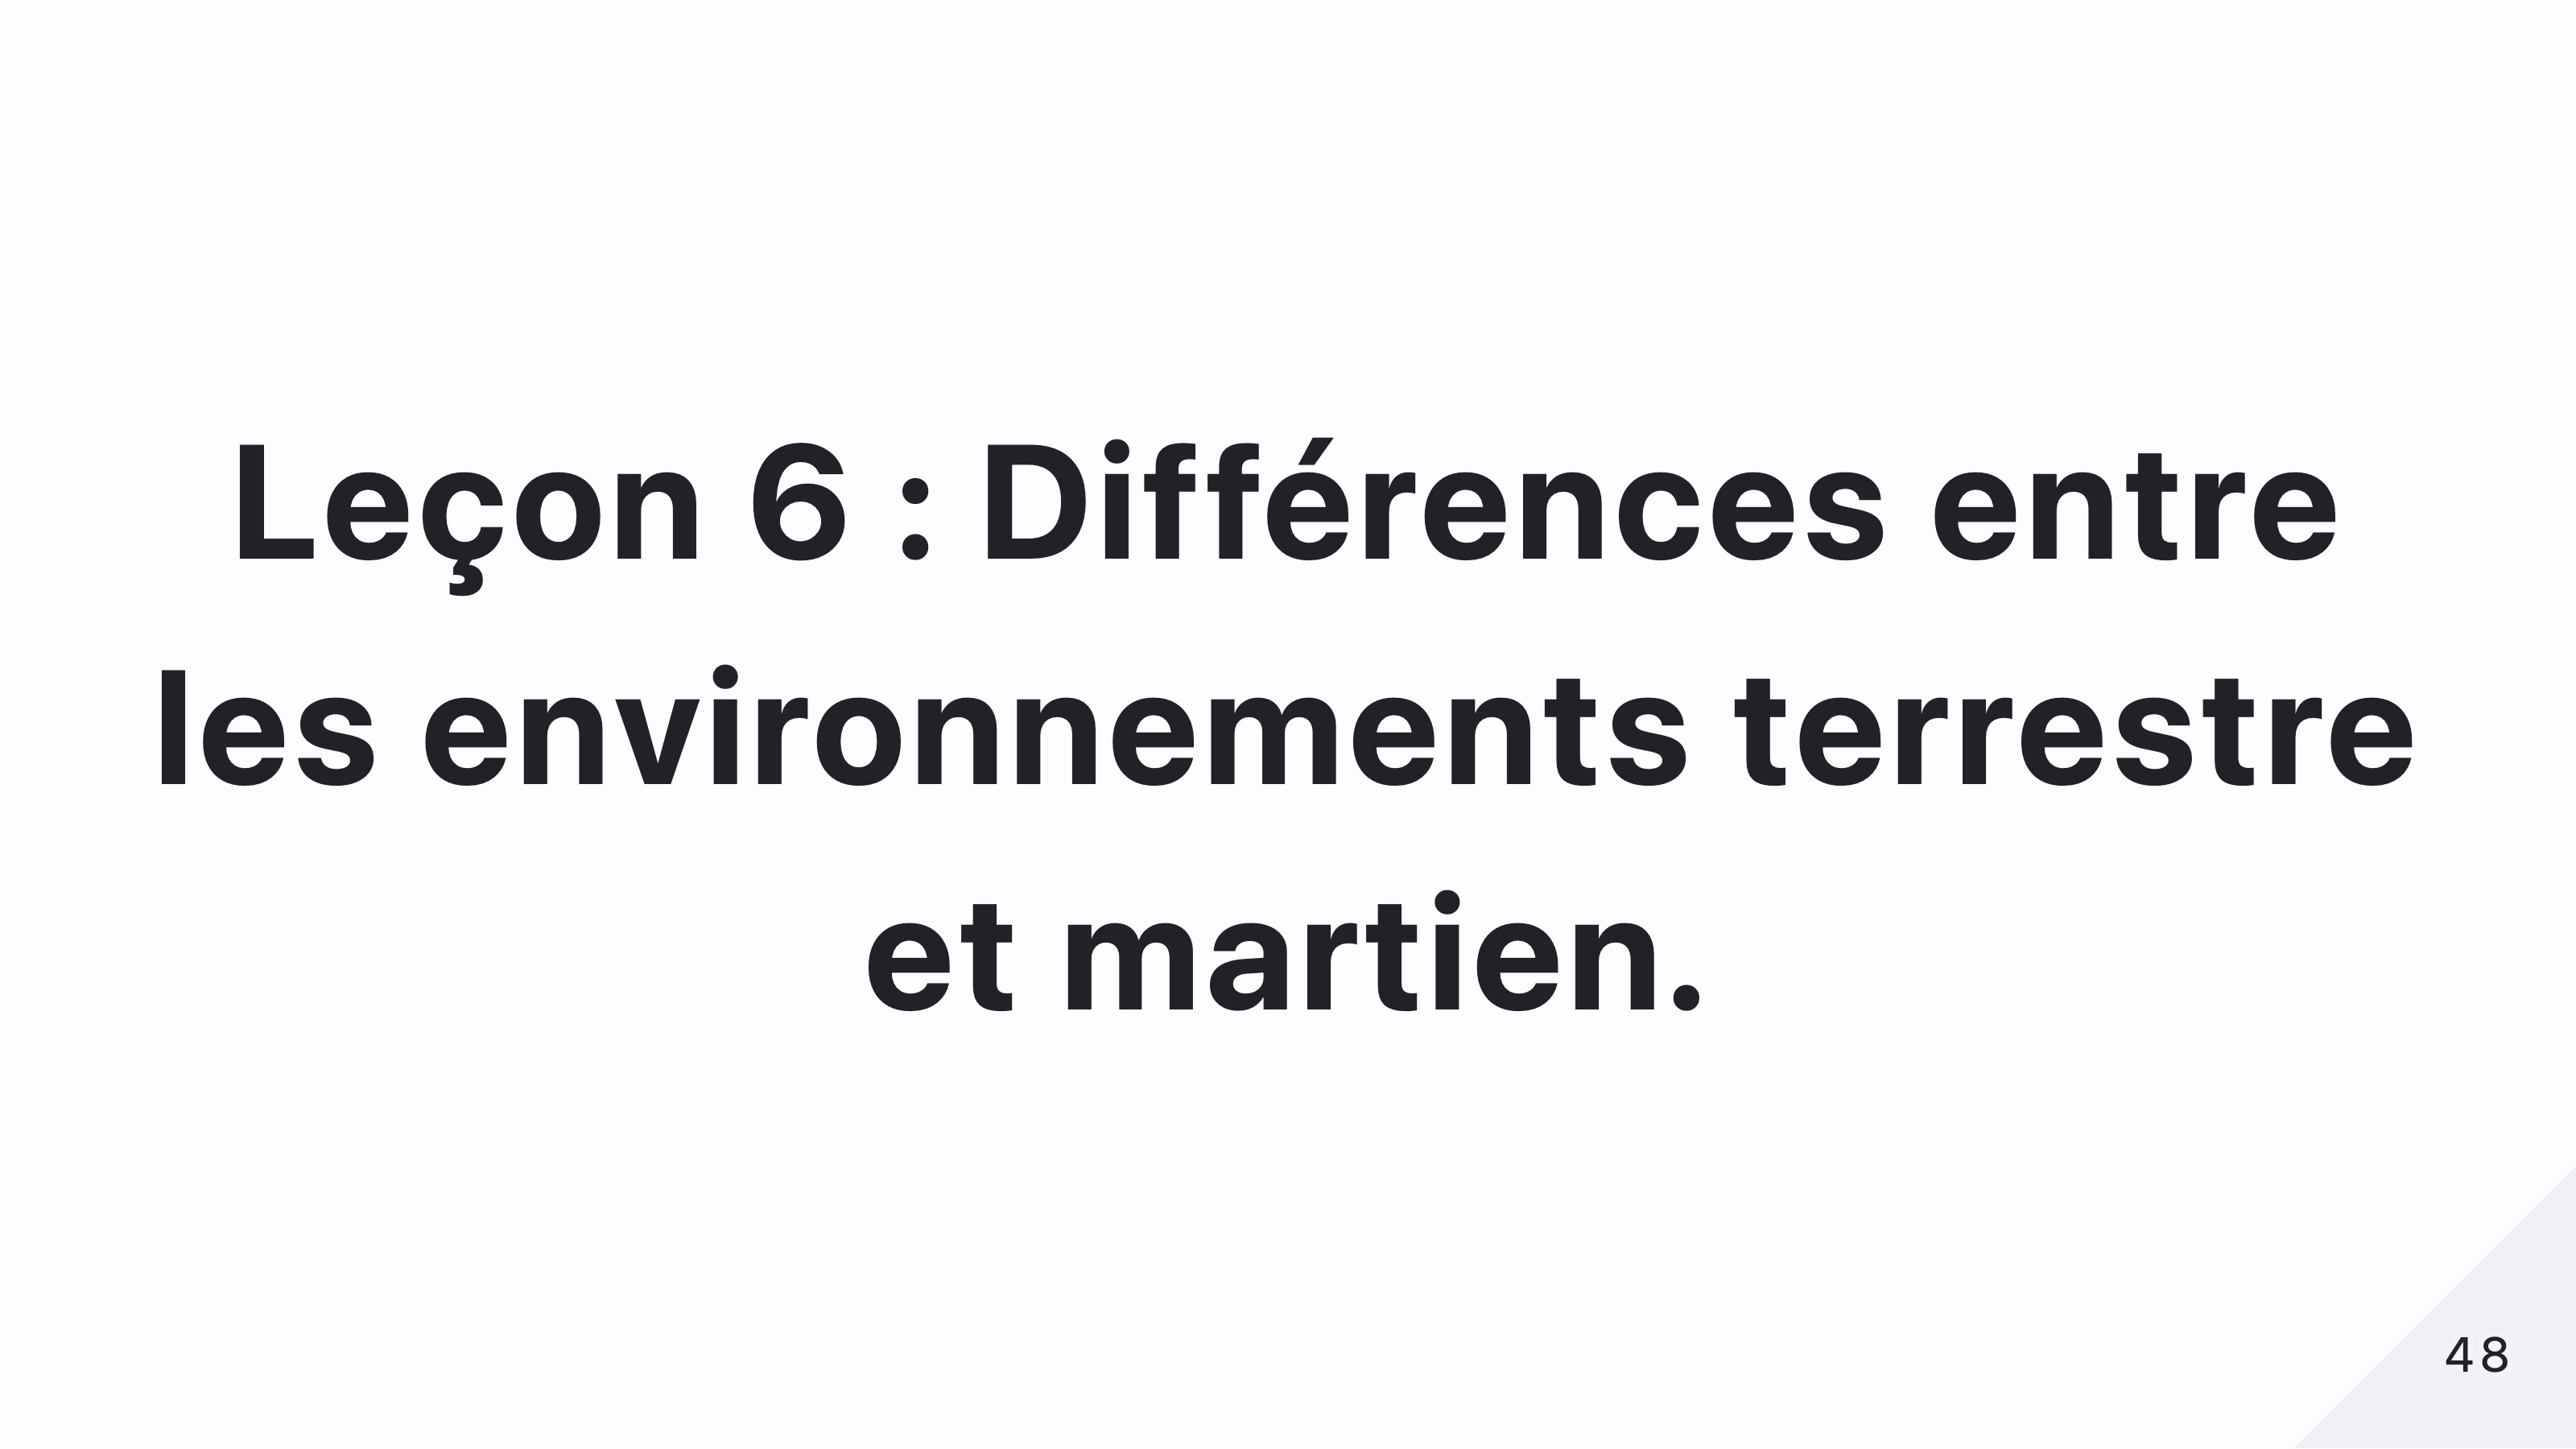 Leçon 6 : Différences entre
les environnements terrestre
et martien.
48